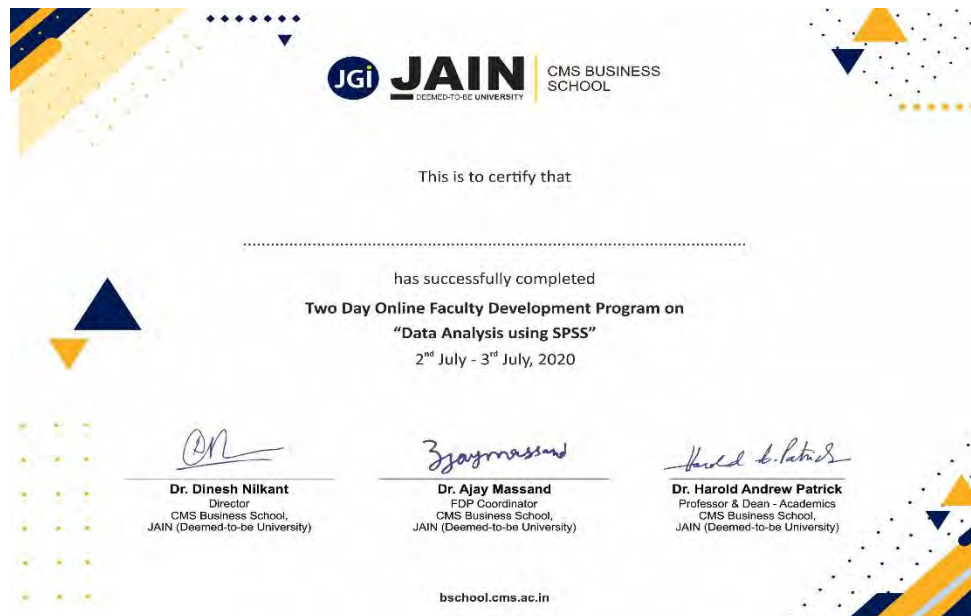 JGi JAIN CMS BUSINESS
DEEMED-TO-BE UNIVERSITY SCHOOL
This is to certify that
has successfully completed
Two Day Online Faculty Development Program on
“Data Analysis using SPSS”
2nd July - 3rd July, 2020
Ajaymassand
Harold A. Patrick
Dr. Dinesh Nilkant
Director
CMS Business School,
JAIN (Deemed-to-be University)
Dr. Ajay Massand
FDP Coordinator
CMS Business School,
JAIN (Deemed-to-be University)
Dr. Harold Andrew Patrick
Professor & Dean - Academics
CMS Business School,
JAIN (Deemed-to-be University)
bschool.cms.ac.in